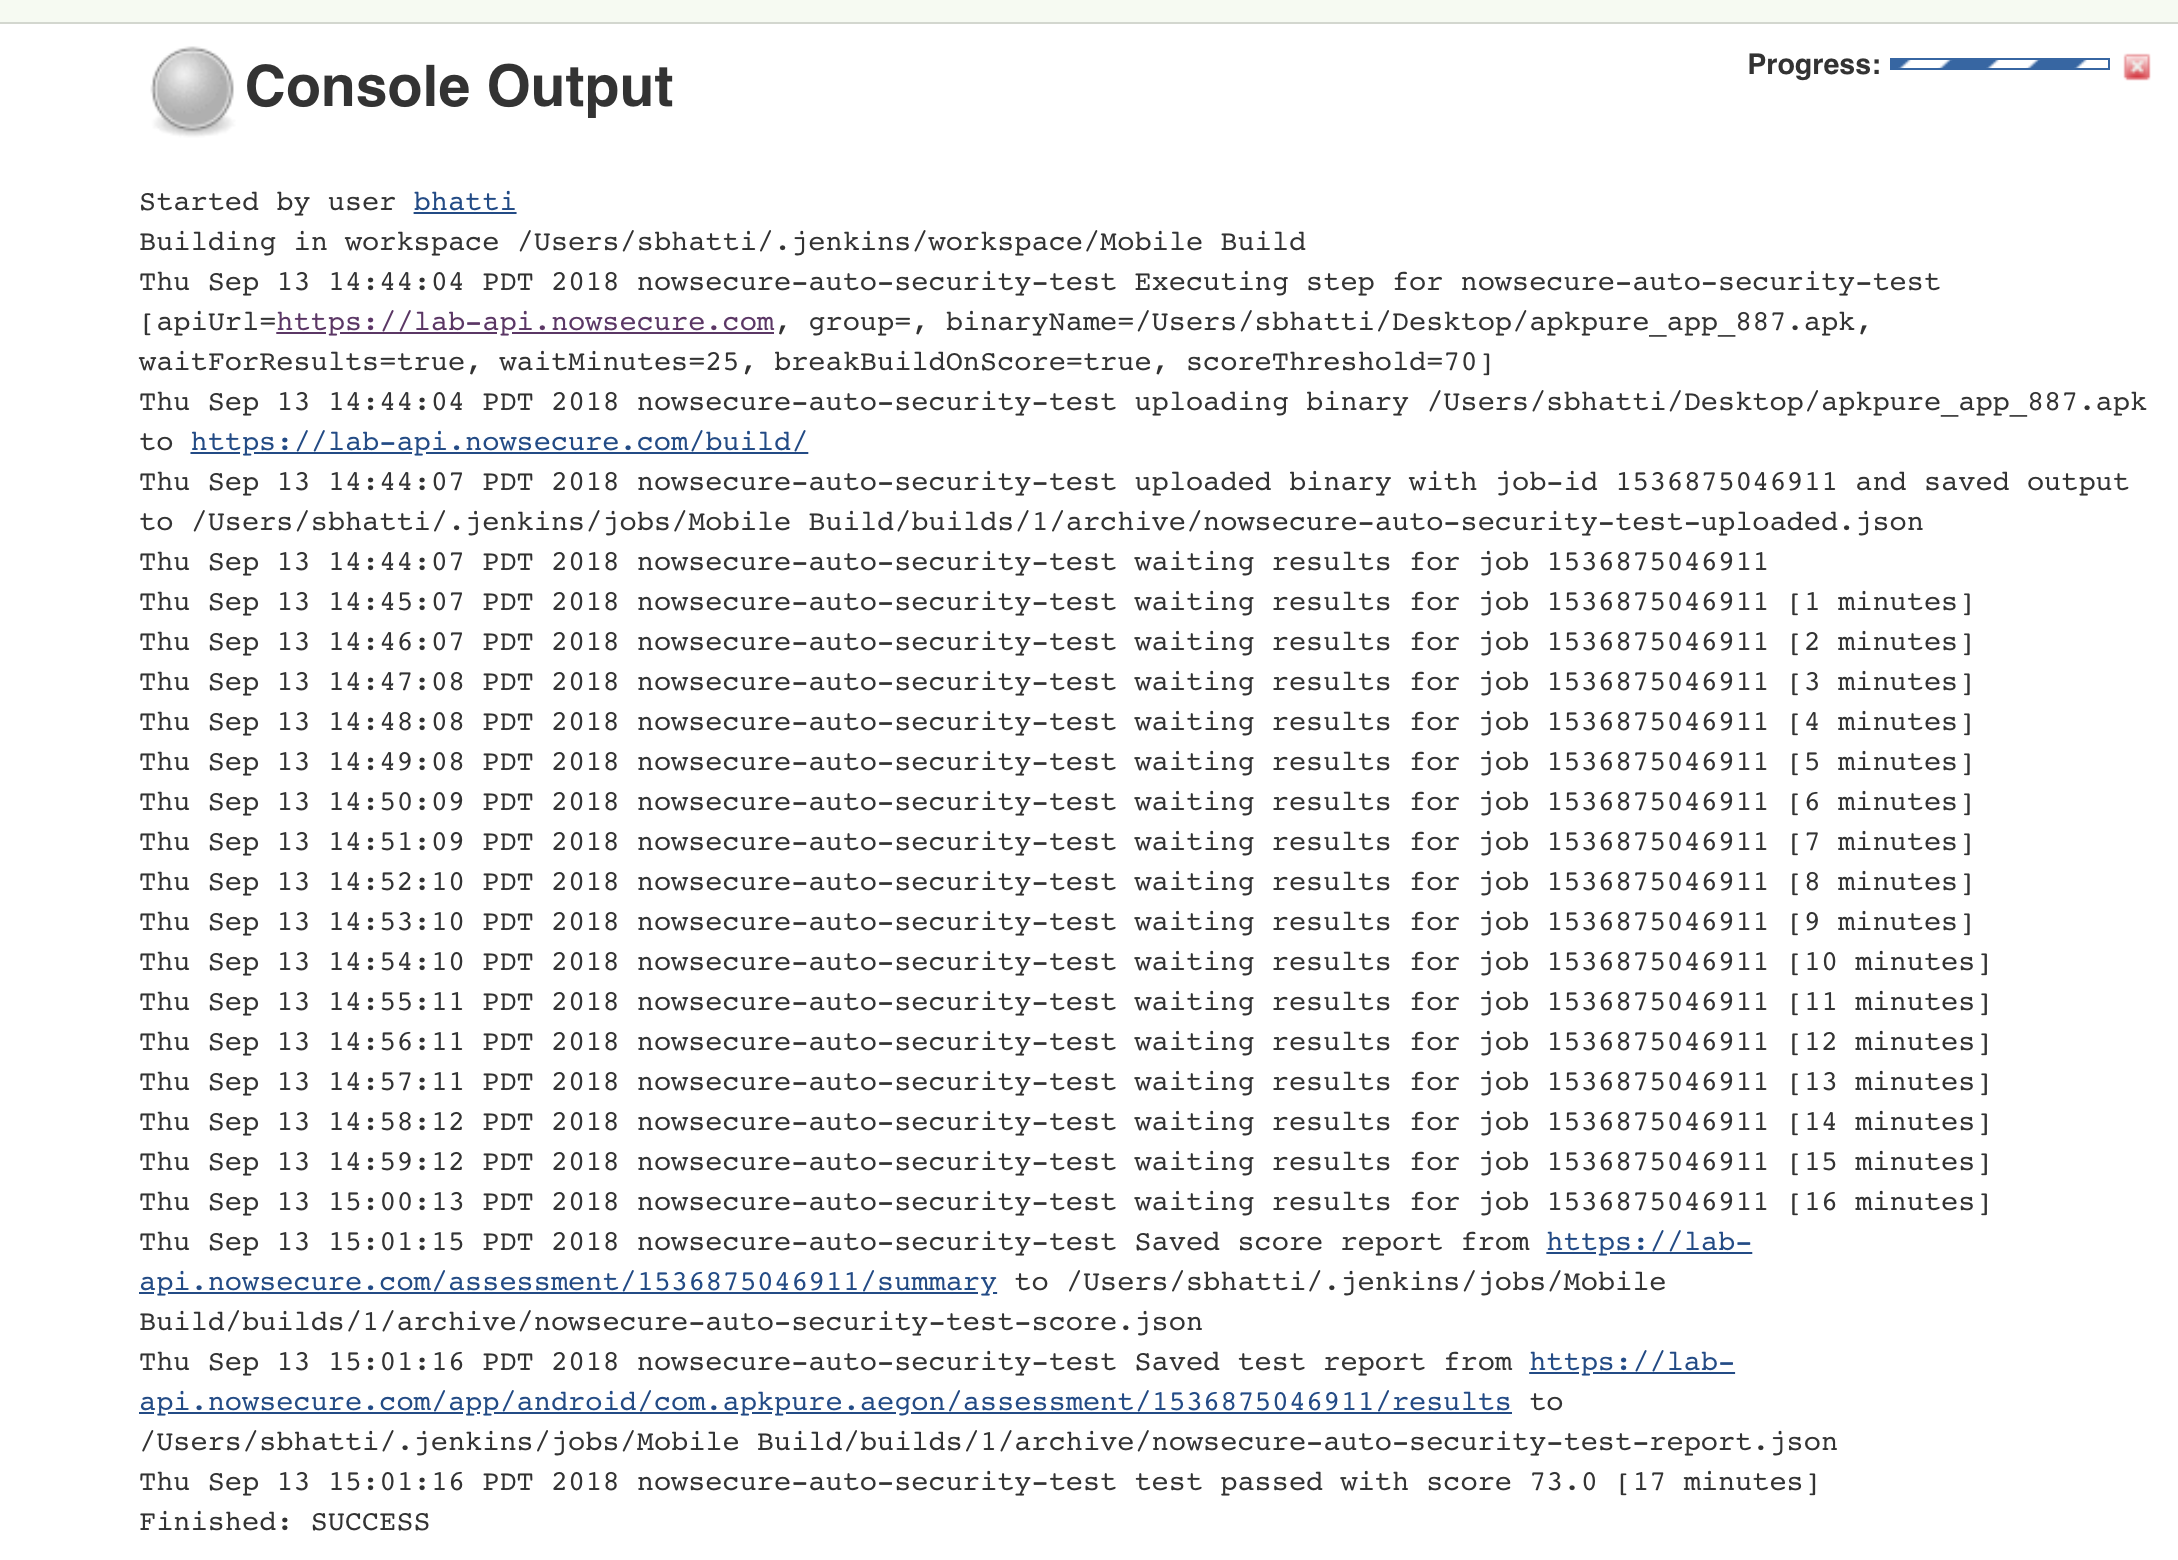 Console Output
Progress:
Started by user bhatti
Building in workspace /Users/sbhatti/.jenkins/workspace/Mobile Build
Thu Sep 13 14:44:04 PDT 2018 nowsecure-auto-security-test Executing step for nowsecure-auto-security-test
[apiUrl=https://lab-api.nowsecure.com, group=, binaryName=/Users/sbhatti/Desktop/apkpure_app_887.apk,
waitForResults=true, waitMinutes=25, breakBuildOnScore=true, scoreThreshold=70]
Thu Sep 13 14:44:04 PDT 2018 nowsecure-auto-security-test uploading binary /Users/sbhatti/Desktop/apkpure_app_887.apk
to https://lab-api.nowsecure.com/build/
Thu Sep 13 14:44:07 PDT 2018 nowsecure-auto-security-test uploaded binary with job-id 1536875046911 and saved output
to /Users/sbhatti/.jenkins/jobs/Mobile Build/builds/1/archive/nowsecure-auto-security-test-uploaded.json
Thu Sep 13 14:44:07 PDT 2018 nowsecure-auto-security-test waiting results for job 1536875046911
Thu Sep 13 14:45:07 PDT 2018 nowsecure-auto-security-test waiting results for job 1536875046911 [1 minutes]
Thu Sep 13 14:46:07 PDT 2018 nowsecure-auto-security-test waiting results for job 1536875046911 [2 minutes]
Thu Sep 13 14:47:08 PDT 2018 nowsecure-auto-security-test waiting results for job 1536875046911 [3 minutes]
Thu Sep 13 14:48:08 PDT 2018 nowsecure-auto-security-test waiting results for job 1536875046911 [4 minutes]
Thu Sep 13 14:49:08 PDT 2018 nowsecure-auto-security-test waiting results for job 1536875046911 [5 minutes]
Thu Sep 13 14:50:09 PDT 2018 nowsecure-auto-security-test waiting results for job 1536875046911 [6 minutes]
Thu Sep 13 14:51:09 PDT 2018 nowsecure-auto-security-test waiting results for job 1536875046911 [7 minutes]
Thu Sep 13 14:52:10 PDT 2018 nowsecure-auto-security-test waiting results for job 1536875046911 [8 minutes]
Thu Sep 13 14:53:10 PDT 2018 nowsecure-auto-security-test waiting results for job 1536875046911 [9 minutes]
Thu Sep 13 14:54:10 PDT 2018 nowsecure-auto-security-test waiting results for job 1536875046911 [10 minutes]
Thu Sep 13 14:55:11 PDT 2018 nowsecure-auto-security-test waiting results for job 1536875046911 [11 minutes]
Thu Sep 13 14:56:11 PDT 2018 nowsecure-auto-security-test waiting results for job 1536875046911 [12 minutes]
Thu Sep 13 14:57:11 PDT 2018 nowsecure-auto-security-test waiting results for job 1536875046911 [13 minutes]
Thu Sep 13 14:58:12 PDT 2018 nowsecure-auto-security-test waiting results for job 1536875046911 [14 minutes]
Thu Sep 13 14:59:12 PDT 2018 nowsecure-auto-security-test waiting results for job 1536875046911 [15 minutes]
Thu Sep 13 15:00:13 PDT 2018 nowsecure-auto-security-test waiting results for job 1536875046911 [16 minutes]
Thu Sep 13 15:01:15 PDT 2018 nowsecure-auto-security-test Saved score report from https://lab-
api.nowsecure.com/assessment/1536875046911/summary to /Users/sbhatti/.jenkins/jobs/Mobile
Build/builds/1/archive/nowsecure-auto-security-test-score.json
Thu Sep 13 15:01:16 PDT 2018 nowsecure-auto-security-test Saved test report from https://lab-
api.nowsecure.com/app/android/com.apkpure.aegon/assessment/1536875046911/results to
/Users/sbhatti/.jenkins/jobs/Mobile Build/builds/1/archive/nowsecure-auto-security-test-report.json
Thu Sep 13 15:01:16 PDT 2018 nowsecure-auto-security-test test passed with score 73.0 [17 minutes]
Finished: SUCCESS